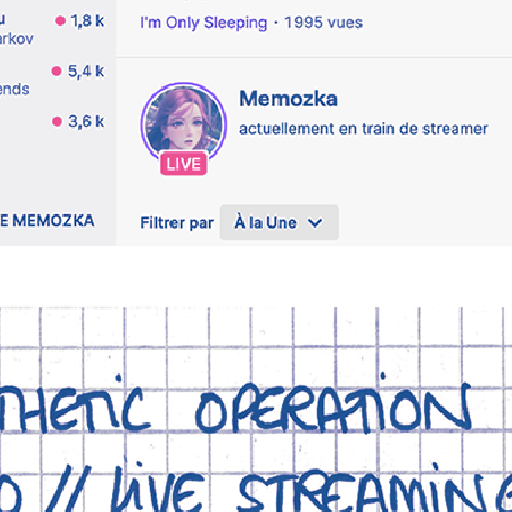 1,8 k
arkov
5,4 k
ends
3,6 k
E MEMOZKA
I'm Only Sleeping · 1995 vues
Memozka
actuellement en train de streamer
LIVE
Filtrer par À la Une
THETIC OPERATION
O // LIVE STREAMING